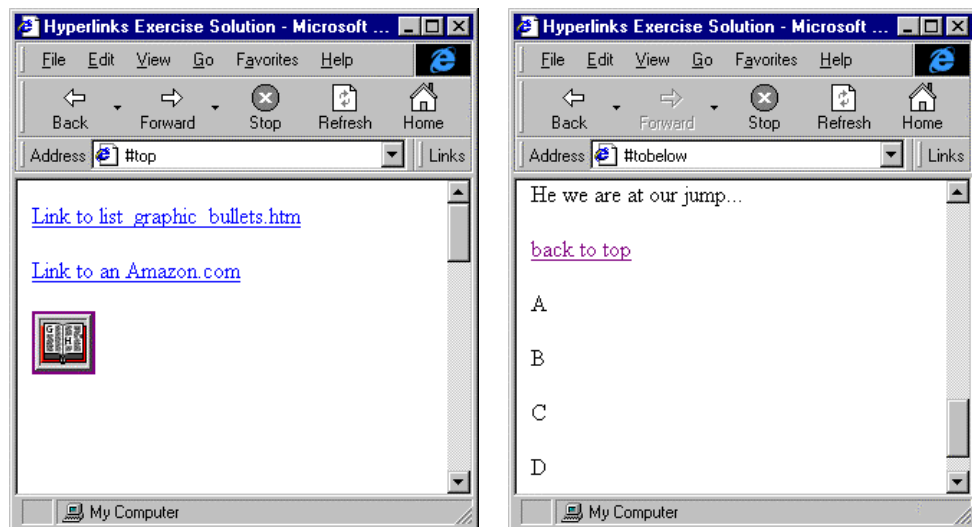 Hyperlinks Exercise Solution - Microsoft ...
File Edit View Go Favorites Help
Back Forward Stop Refresh Home
Address #top Links
Link to list_graphic_bullets.htm
Link to an Amazon.com
G
H
My Computer
Hyperlinks Exercise Solution - Microsoft ...
File Edit View Go Favorites Help
Back Forward Stop Refresh Home
Address #tobelow Links
He we are at our jump...
back to top
A
B
C
D
My Computer